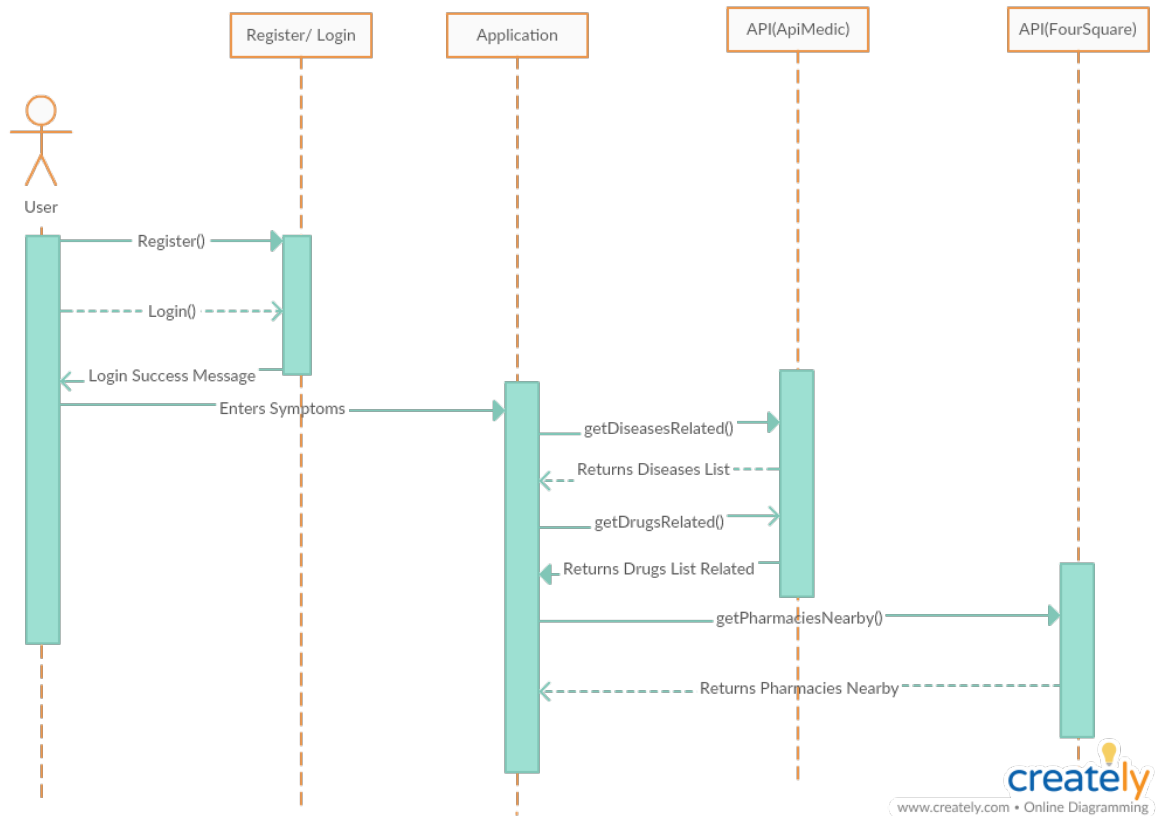 Register/ Login
Application
API(ApiMedic)
API(FourSquare)
User
Register()
Login()
Login Success Message
Enters Symptoms
getDiseasesRelated()
Returns Diseases List
getDrugsRelated()
Returns Drugs List Related
getPharmaciesNearby()
Returns Pharmacies Nearby
creately
www.creately.com • Online Diagramming